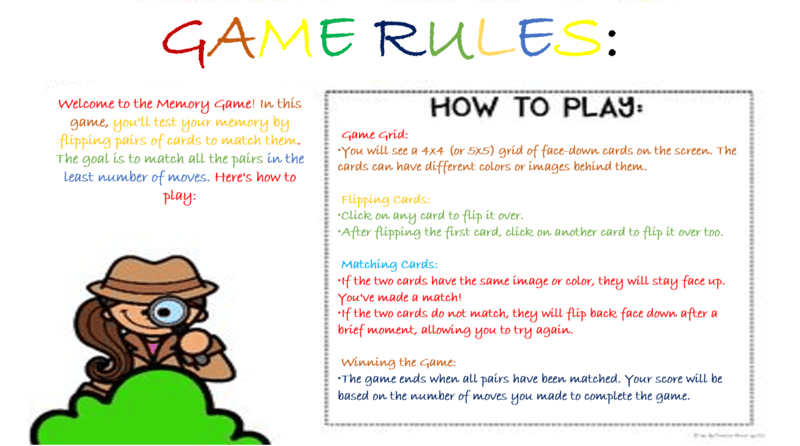 GAME RULES:
Welcome to the Memory Game! In this
game, you'll test your memory by
flipping pairs of cards to match them.
The goal is to match all the pairs in the
least number of moves. Here's how to
play:
HOW TO PLAY:
Game Grid:
•You will see a 4x4 (or 5x5) grid of face-down cards on the screen. The
cards can have different colors or images behind them.
Flipping Cards:
•Click on any card to flip it over.
•After flipping the first card, click on another card to flip it over too.
Matching Cards:
•If the two cards have the same image or color, they will stay face up.
You've made a match!
•If the two cards do not match, they will flip back face down after a
brief moment, allowing you to try again.
Winning the Game:
•The game ends when all pairs have been matched. Your score will be
based on the number of moves you made to complete the game.